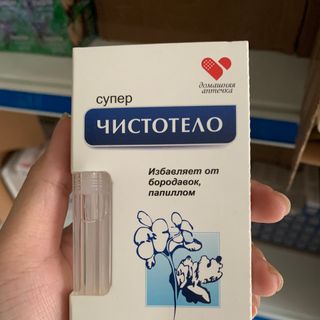 домашняя
аптечка
супер
ЧИСТОТЕЛО
Избавляет от
бородавок,
папиллом